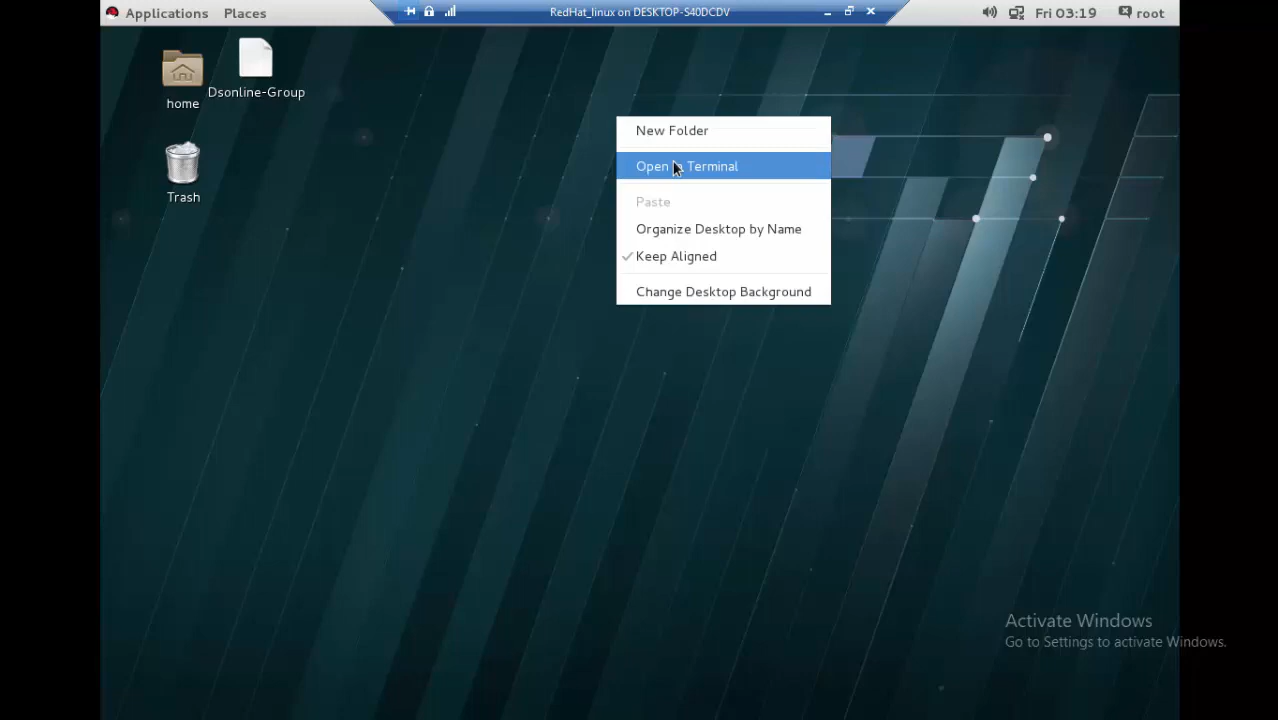 Applications Places RedHat_linux on DESKTOP-S40DCDV Fri 03:19 root
home
Dsonline-Group
Trash
New Folder
Open in Terminal
Paste
Organize Desktop by Name
Keep Aligned
Change Desktop Background
Activate Windows
Go to Settings to activate Windows.